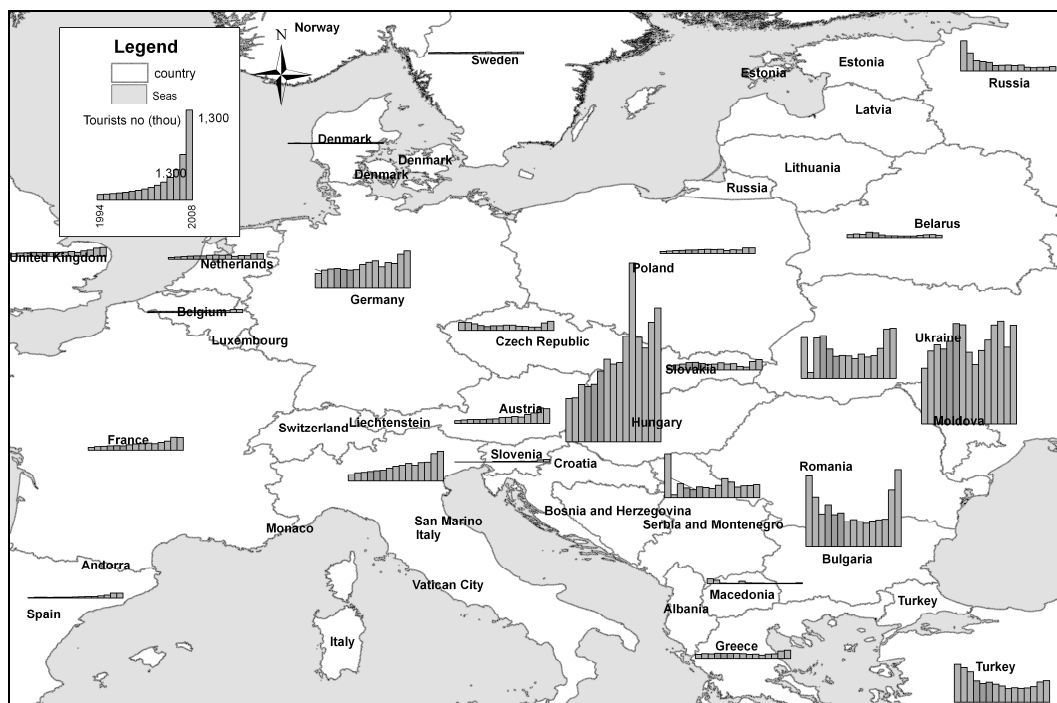 Norway
N
Legend
country
Seas
Tourists no (thou)
1,300
1.300
1994
2008
Sweden
Estonia
Estonia
Russia
Latvia
Denmark
Denmark
Denmark
Lithuania
Russia
Belarus
United Kingdom
Netherlands
Poland
Germany
Belgium
Luxembourg
Czech Republic
Ukraine
Slovakia
Austria
Switzerland
Liechtenstein
Hungary
Moldova
France
Slovenia
Croatia
Romania
Bosnia and Herzegovina
San Marino
Serbia and Montenegro
Monaco
Italy
Bulgaria
Andorra
Vatican City
Macedonia
Albania
Turkey
Spain
Italy
Greece
Turkey